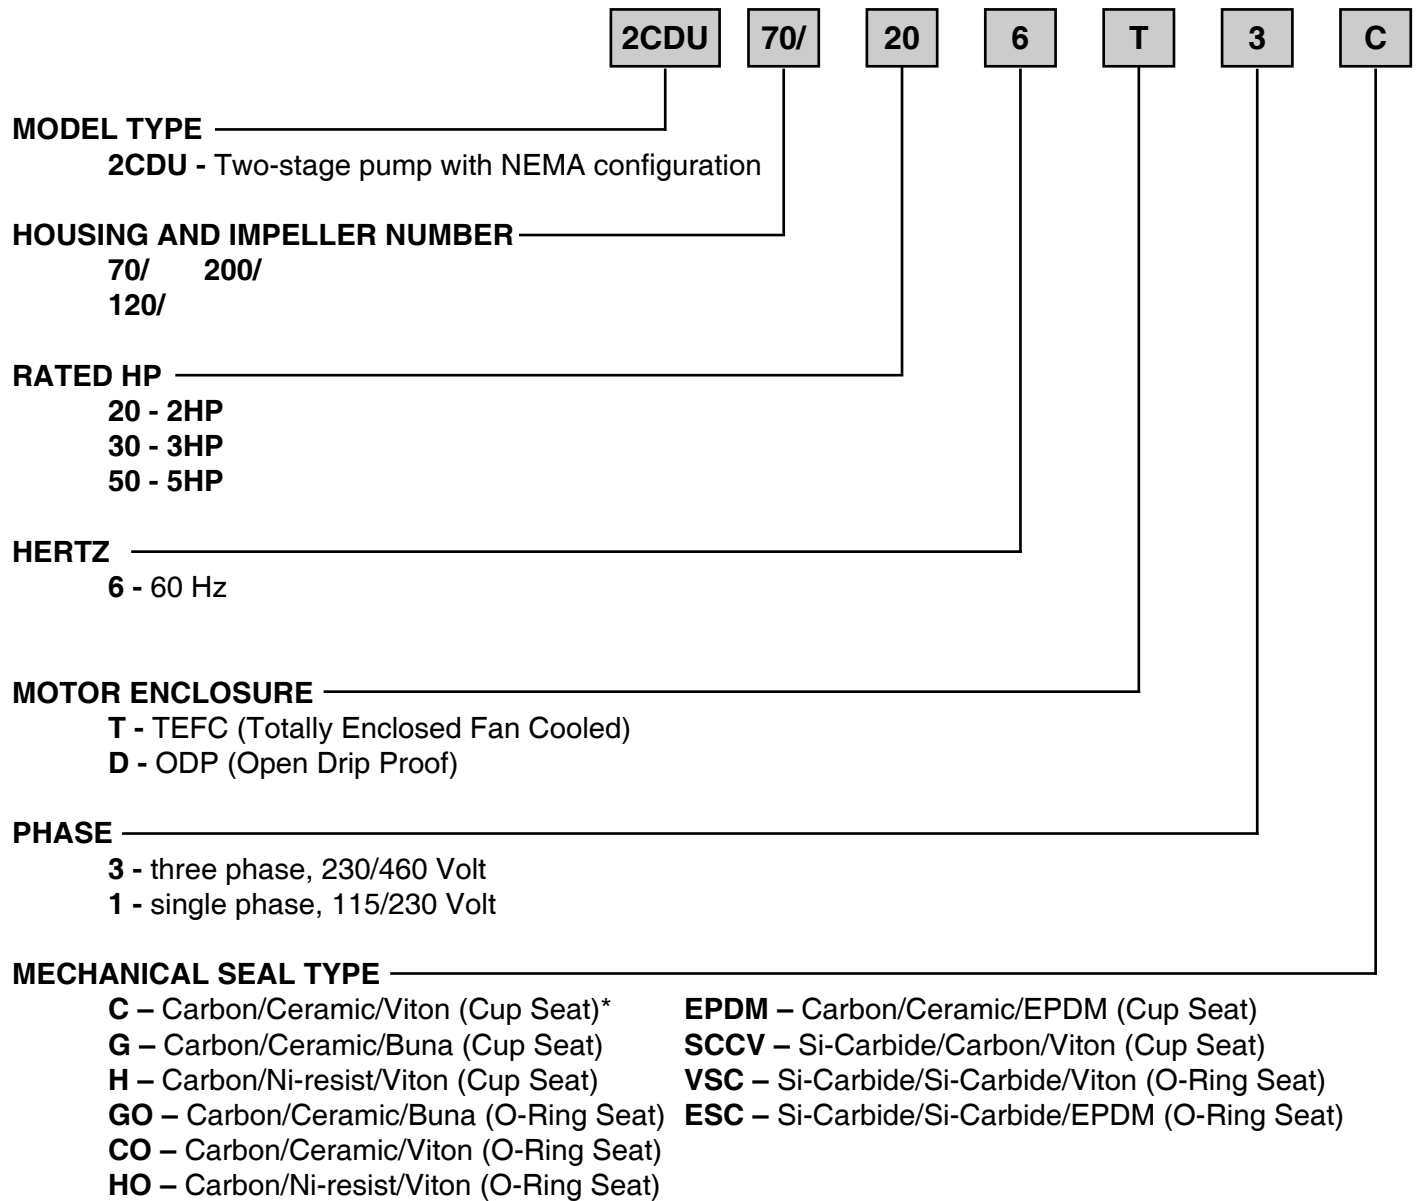 2CDU 70/ 20 6 T 3 C
MODEL TYPE
2CDU - Two-stage pump with NEMA configuration
HOUSING AND IMPELLER NUMBER
70/ 200/
120/
RATED HP
20 - 2HP
30 - 3HP
50 - 5HP
HERTZ
6 - 60 Hz
MOTOR ENCLOSURE
T - TEFC (Totally Enclosed Fan Cooled)
D - ODP (Open Drip Proof)
PHASE
3 - three phase, 230/460 Volt
1 - single phase, 115/230 Volt
MECHANICAL SEAL TYPE
C – Carbon/Ceramic/Viton (Cup Seat)*
G – Carbon/Ceramic/Buna (Cup Seat)
H – Carbon/Ni-resist/Viton (Cup Seat)
GO – Carbon/Ceramic/Buna (O-Ring Seat)
CO – Carbon/Ceramic/Viton (O-Ring Seat)
HO – Carbon/Ni-resist/Viton (O-Ring Seat)
EPDM – Carbon/Ceramic/EPDM (Cup Seat)
SCCV – Si-Carbide/Carbon/Viton (Cup Seat)
VSC – Si-Carbide/Si-Carbide/Viton (O-Ring Seat)
ESC – Si-Carbide/Si-Carbide/EPDM (O-Ring Seat)